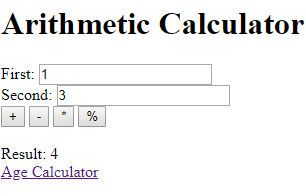 Arithmetic Calculator
First: 1
Second: 3
+ - * %
Result: 4
Age Calculator